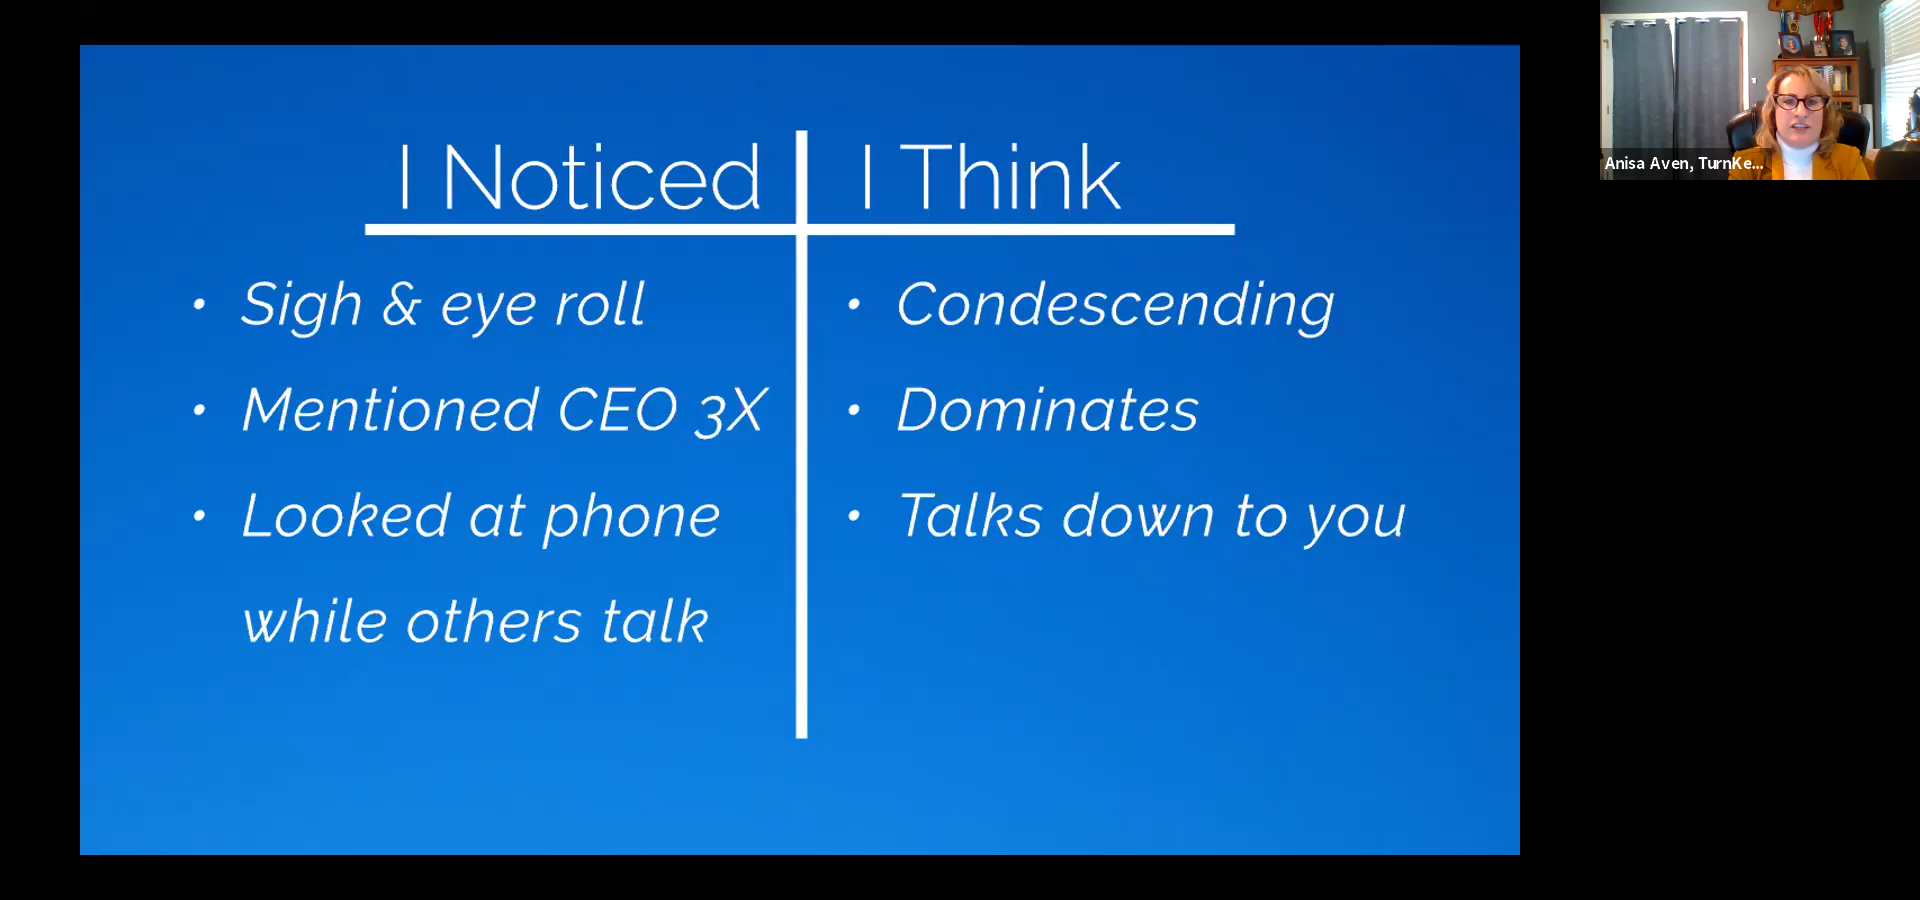 I Noticed
I Think
• Sigh & eye roll
• Mentioned CEO 3X
• Looked at phone
while others talk
• Condescending
• Dominates
• Talks down to you
Anisa Aven, TurnKe...